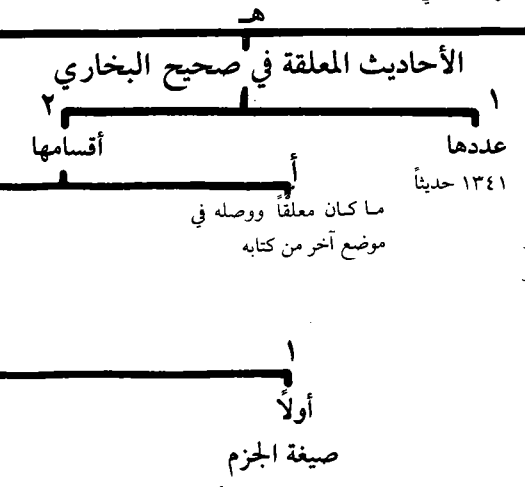 هـ
الأحاديث المعلقة في صحيح البخاري
١
٢
عددها
أقسامها
١٣٤١ حديثاً
أ
ما كان معلقاً ووصله في
موضع آخر من كتابه
١
أولاً
صيغة الجزم